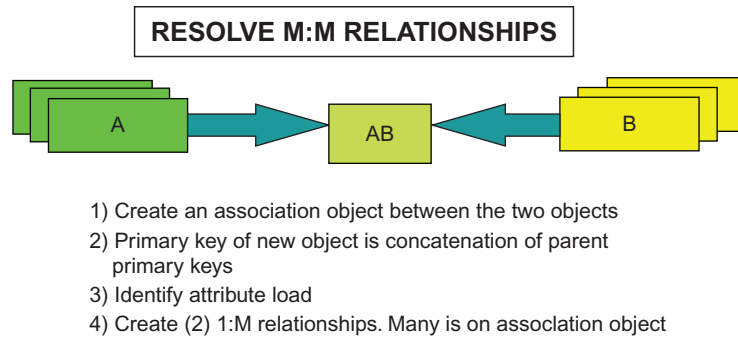 RESOLVE M:M RELATIONSHIPS
A
AB
B
1) Create an association object between the two objects
2) Primary key of new object is concatenation of parent
primary keys
3) Identify attribute load
4) Create (2) 1:M relationships. Many is on assoclation object